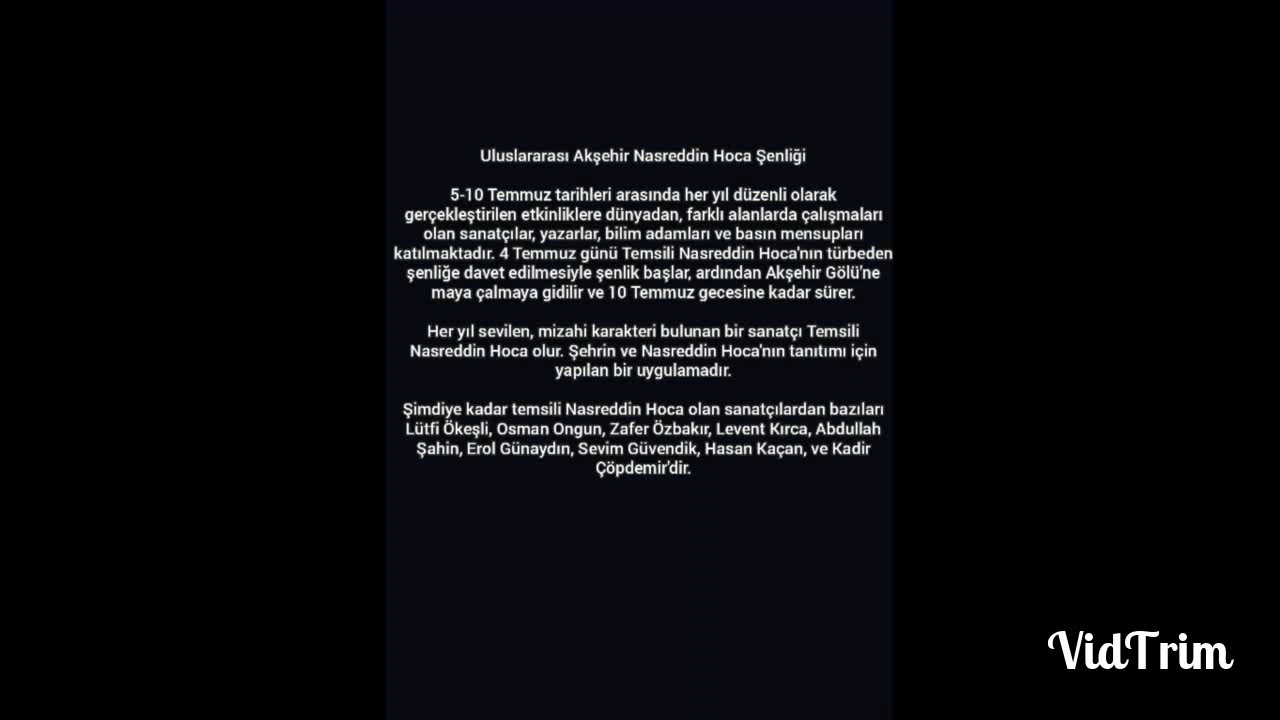 Uluslararası Akşehir Nasreddin Hoca Şenliği
5-10 Temmuz tarihleri arasında her yıl düzenli olarak
gerçekleştirilen etkinliklere dünyadan, farklı alanlarda çalışmaları
olan sanatçılar, yazarlar, bilim adamları ve basın mensupları
katılmaktadır. 4 Temmuz günü Temsili Nasreddin Hoca'nın türbeden
şenliğe davet edilmesiyle şenlik başlar, ardından Akşehir Gölü'ne
maya çalmaya gidilir ve 10 Temmuz gecesine kadar sürer.
Her yıl sevilen, mizahi karakteri bulunan bir sanatçı Temsili
Nasreddin Hoca olur. Şehrin ve Nasreddin Hoca'nın tanıtımı için
yapılan bir uygulamadır.
Şimdiye kadar temsili Nasreddin Hoca olan sanatçılardan bazıları
Lütfi Ökeşli, Osman Ongun, Zafer Özbakır, Levent Kırca, Abdullah
Şahin, Erol Günaydın, Sevim Güvendik, Hasan Kaçan, ve Kadir
Çöpdemir'dir.
VidTrim